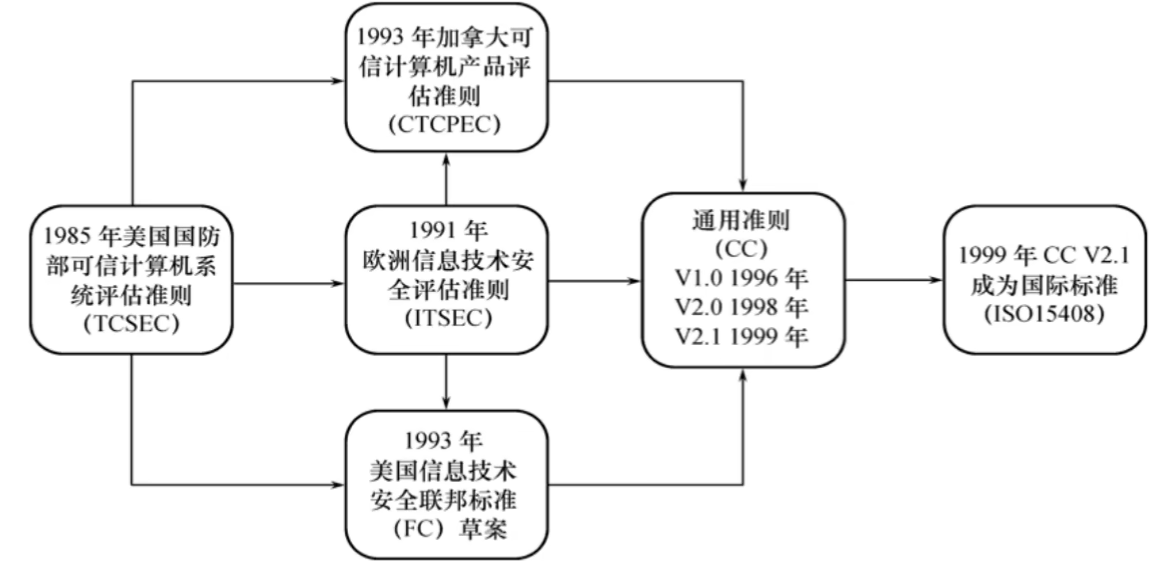 1993 年加拿大可
信计算机产品评
估准则
(CTCPEC)
1985 年美国国防
部可信计算机系
统评估准则
(TCSEC)
1991 年
欧洲信息技术安
全评估准则
(ITSEC)
1993 年
美国信息技术
安全联邦标准
(FC) 草案
通用准则
(CC)
V1.0 1996 年
V2.0 1998 年
V2.1 1999 年
1999 年 CC V2.1
成为国际标准
(ISO15408)